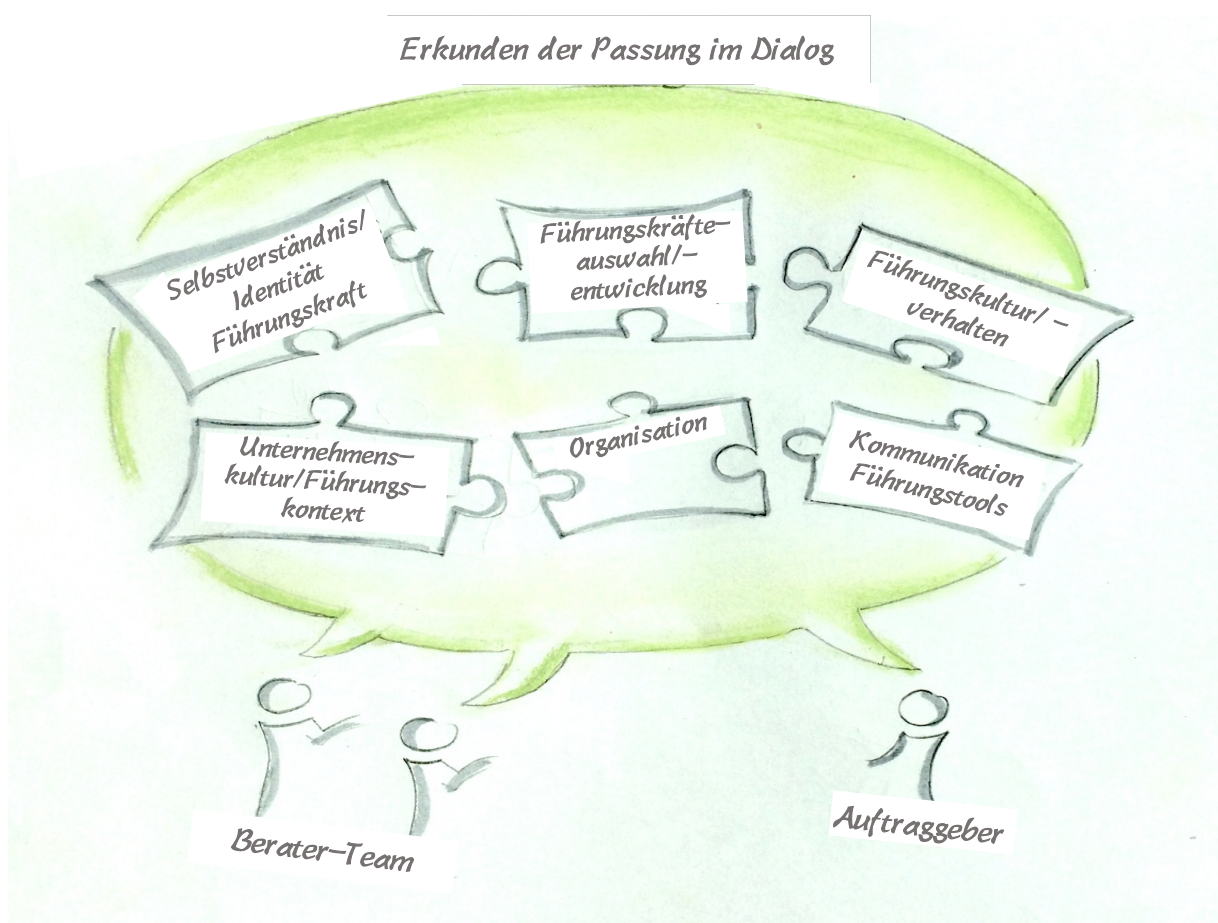 Erkunden der Passung im Dialog
Selbstverständnis/
Identität
Führungskraft
Führungskräfte-
auswahl/-
entwicklung
Führungskultur/ -
verhalten
Unternehmens-
kultur/Führungs-
kontext
Organisation
Kommunikation
Führungstools
Berater-Team
Auftraggeber